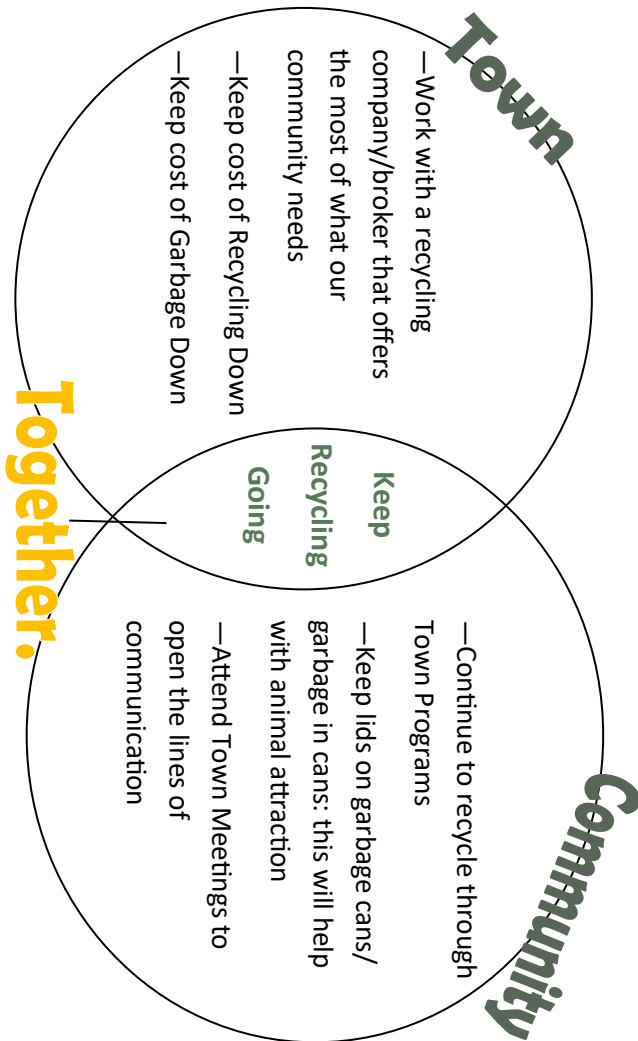 Town
—Work with a recycling
company/broker that offers
the most of what our
community needs
—Keep cost of Recycling Down
—Keep cost of Garbage Down
Keep
Recycling
Going
Together.
Community
—Continue to recycle through
Town Programs
—Keep lids on garbage cans/
garbage in cans: this will help
with animal attraction
—Attend Town Meetings to
open the lines of
communication